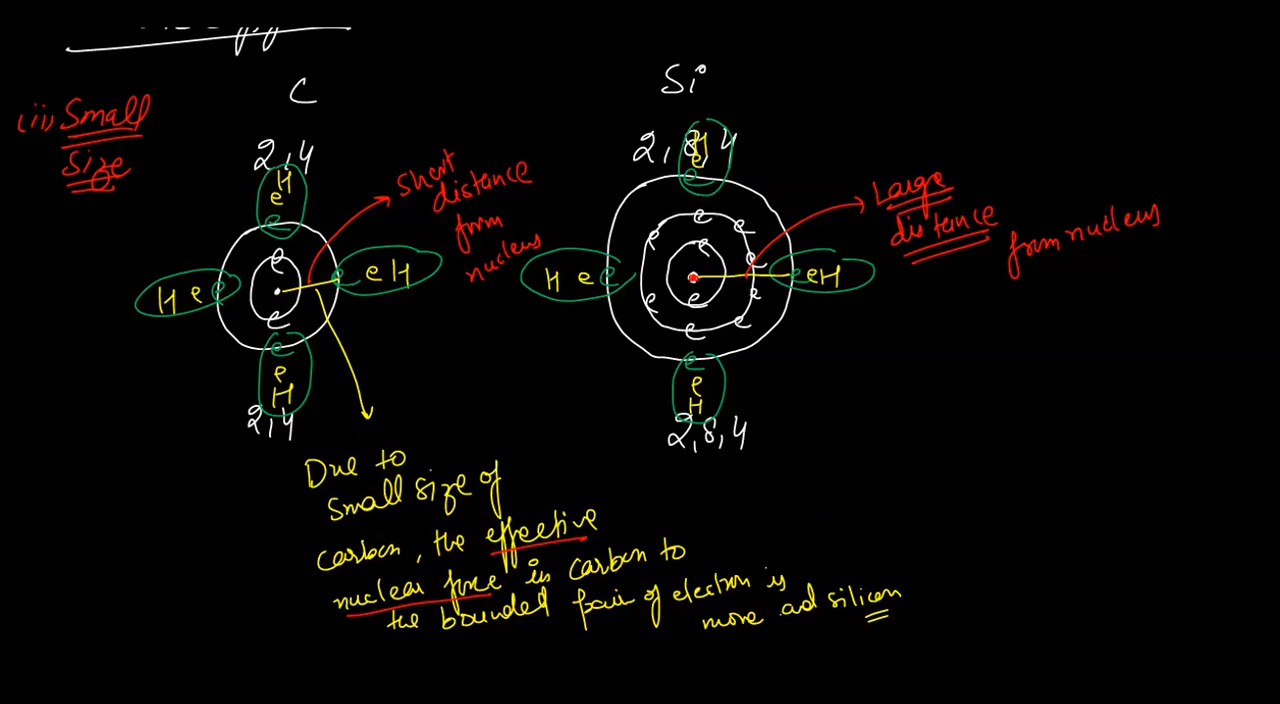 C
Si
(ii) Small
Size
2,4
2,8,4
H
e
e
Short
distance
from
nucleus
Large
distance
from nucleus
H
e
e
e
e
e
e
e
e
e
H e e
e e H
H e e
e
e
e
e e H
e
e
e
e
e
e
e
H
e
e
H
2,4
2,8,4
Due to
small size of
carbon, the effective
nuclear force in carbon to
the bounded pair of electron is
more and silicon